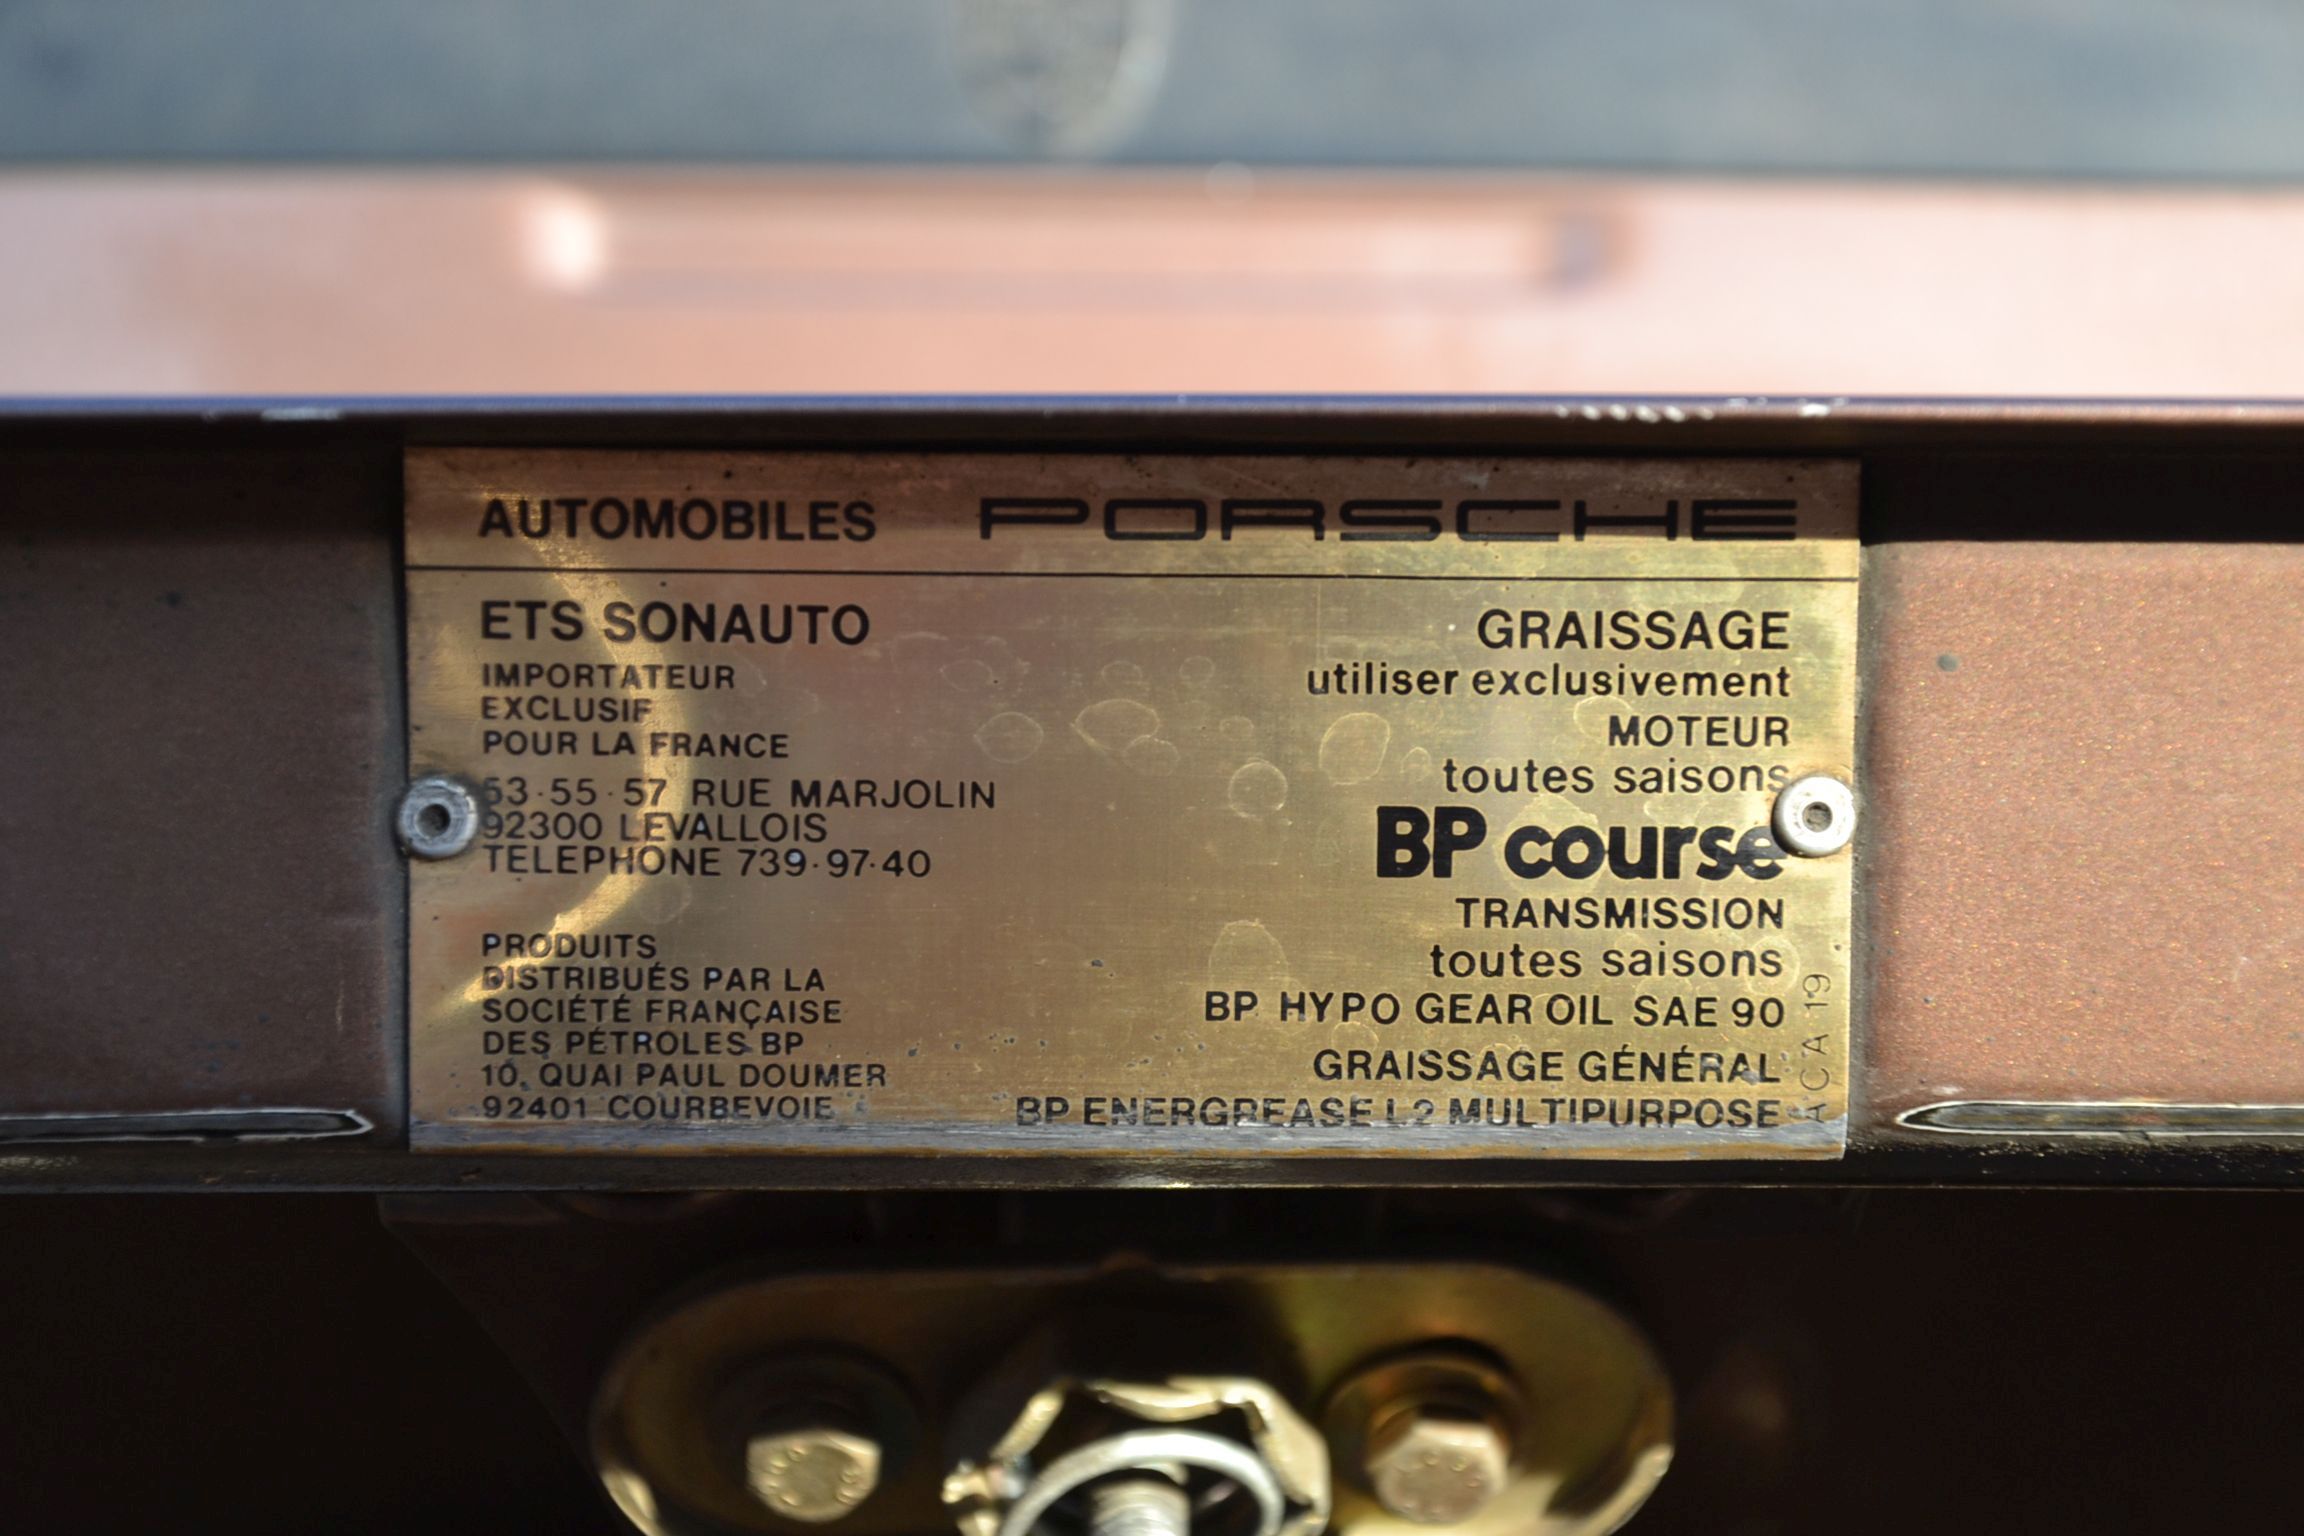 AUTOMOBILES PORSCHE
ETS SONAUTO
IMPORTATEUR
EXCLUSIF
POUR LA FRANCE
53·55·57 RUE MARJOLIN
92300 LEVALLOIS
TELEPHONE 739·97·40
PRODUITS
DISTRIBUÉS PAR LA
SOCIÉTÉ FRANÇAISE
DES PÉTROLES BP
10, QUAI PAUL DOUMER
92401 COURBEVOIE
GRAISSAGE
utiliser exclusivement
MOTEUR
toutes saisons
BP course
TRANSMISSION
toutes saisons
BP HYPO GEAR OIL SAE 90
GRAISSAGE GÉNÉRAL
BP ENERGREASE L2 MULTIPURPOSE
ACA 19